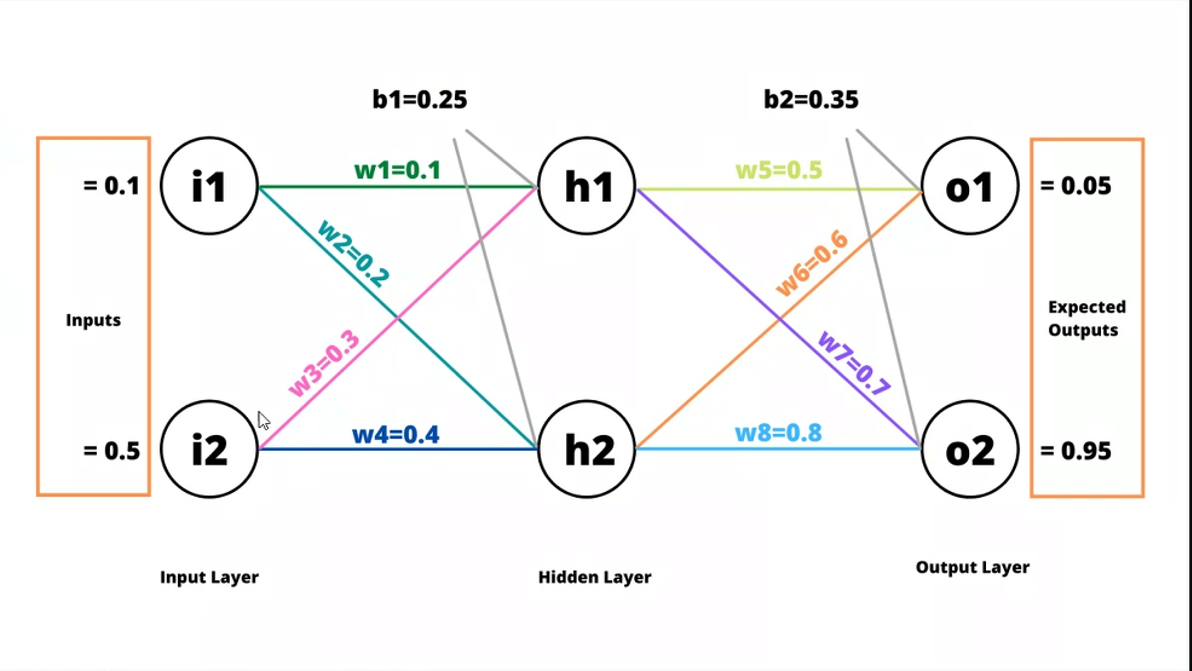 b1=0.25
b2=0.35
= 0.1
i1
w1=0.1
h1
w5=0.5
o1
= 0.05
w2=0.2
w6=0.6
Inputs
Expected
Outputs
w3=0.3
w7=0.7
= 0.5
i2
w4=0.4
h2
w8=0.8
o2
= 0.95
Input Layer
Hidden Layer
Output Layer